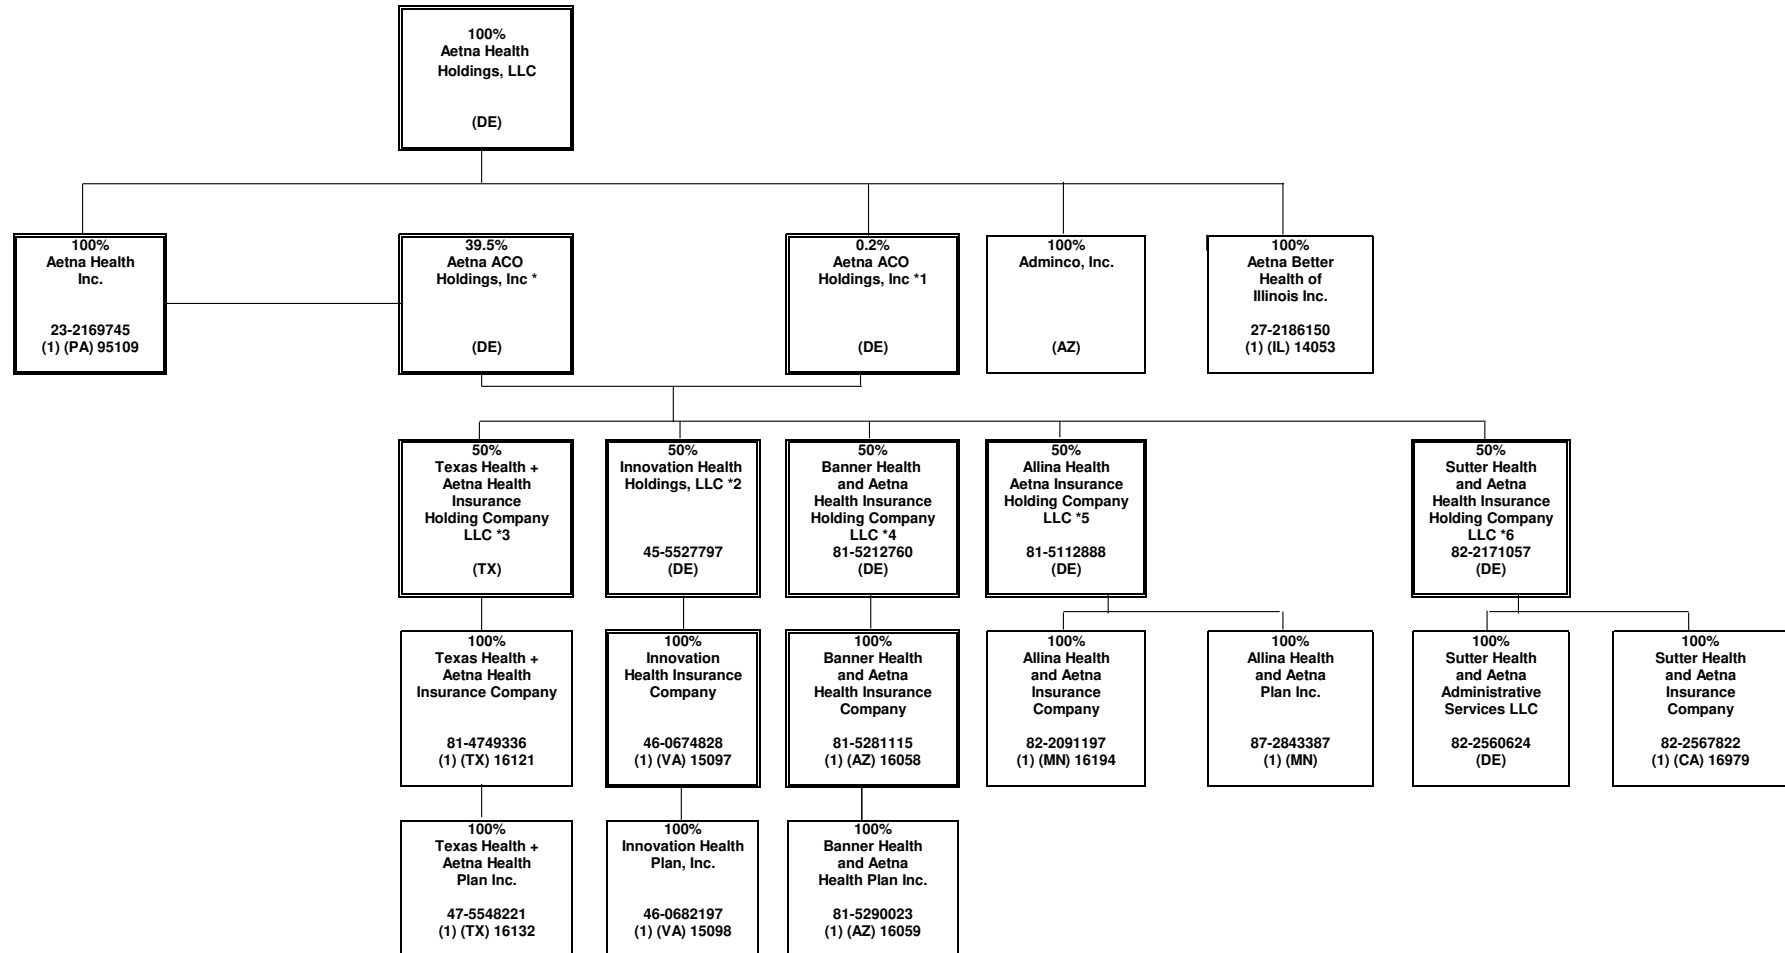 100%
Aetna Health
Holdings, LLC
(DE)
100%
Aetna Health
Inc.
23-2169745
(1) (PA) 95109
39.5%
Aetna ACO
Holdings, Inc *
(DE)
0.2%
Aetna ACO
Holdings, Inc *1
(DE)
100%
Adminco, Inc.
(AZ)
100%
Aetna Better
Health of
Illinois Inc.
27-2186150
(1) (IL) 14053
50%
Texas Health +
Aetna Health
Insurance
Holding Company
LLC *3
(TX)
50%
Innovation Health
Holdings, LLC *2
45-5527797
(DE)
50%
Banner Health
and Aetna
Health Insurance
Holding Company
LLC *4
81-5212760
(DE)
50%
Allina Health
Aetna Insurance
Holding Company
LLC *5
81-5112888
(DE)
50%
Sutter Health
and Aetna
Health Insurance
Holding Company
LLC *6
82-2171057
(DE)
100%
Texas Health +
Aetna Health
Insurance Company
81-4749336
(1) (TX) 16121
100%
Innovation
Health Insurance
Company
46-0674828
(1) (VA) 15097
100%
Banner Health
and Aetna
Health Insurance
Company
81-5281115
(1) (AZ) 16058
100%
Allina Health
and Aetna
Insurance
Company
82-2091197
(1) (MN) 16194
100%
Allina Health
and Aetna
Plan Inc.
87-2843387
(1) (MN)
100%
Sutter Health
and Aetna
Administrative
Services LLC
82-2560624
(DE)
100%
Sutter Health
and Aetna
Insurance
Company
82-2567822
(1) (CA) 16979
100%
Texas Health +
Aetna Health
Plan Inc.
47-5548221
(1) (TX) 16132
100%
Innovation Health
Plan, Inc.
46-0682197
(1) (VA) 15098
100%
Banner Health
and Aetna
Health Plan Inc.
81-5290023
(1) (AZ) 16059